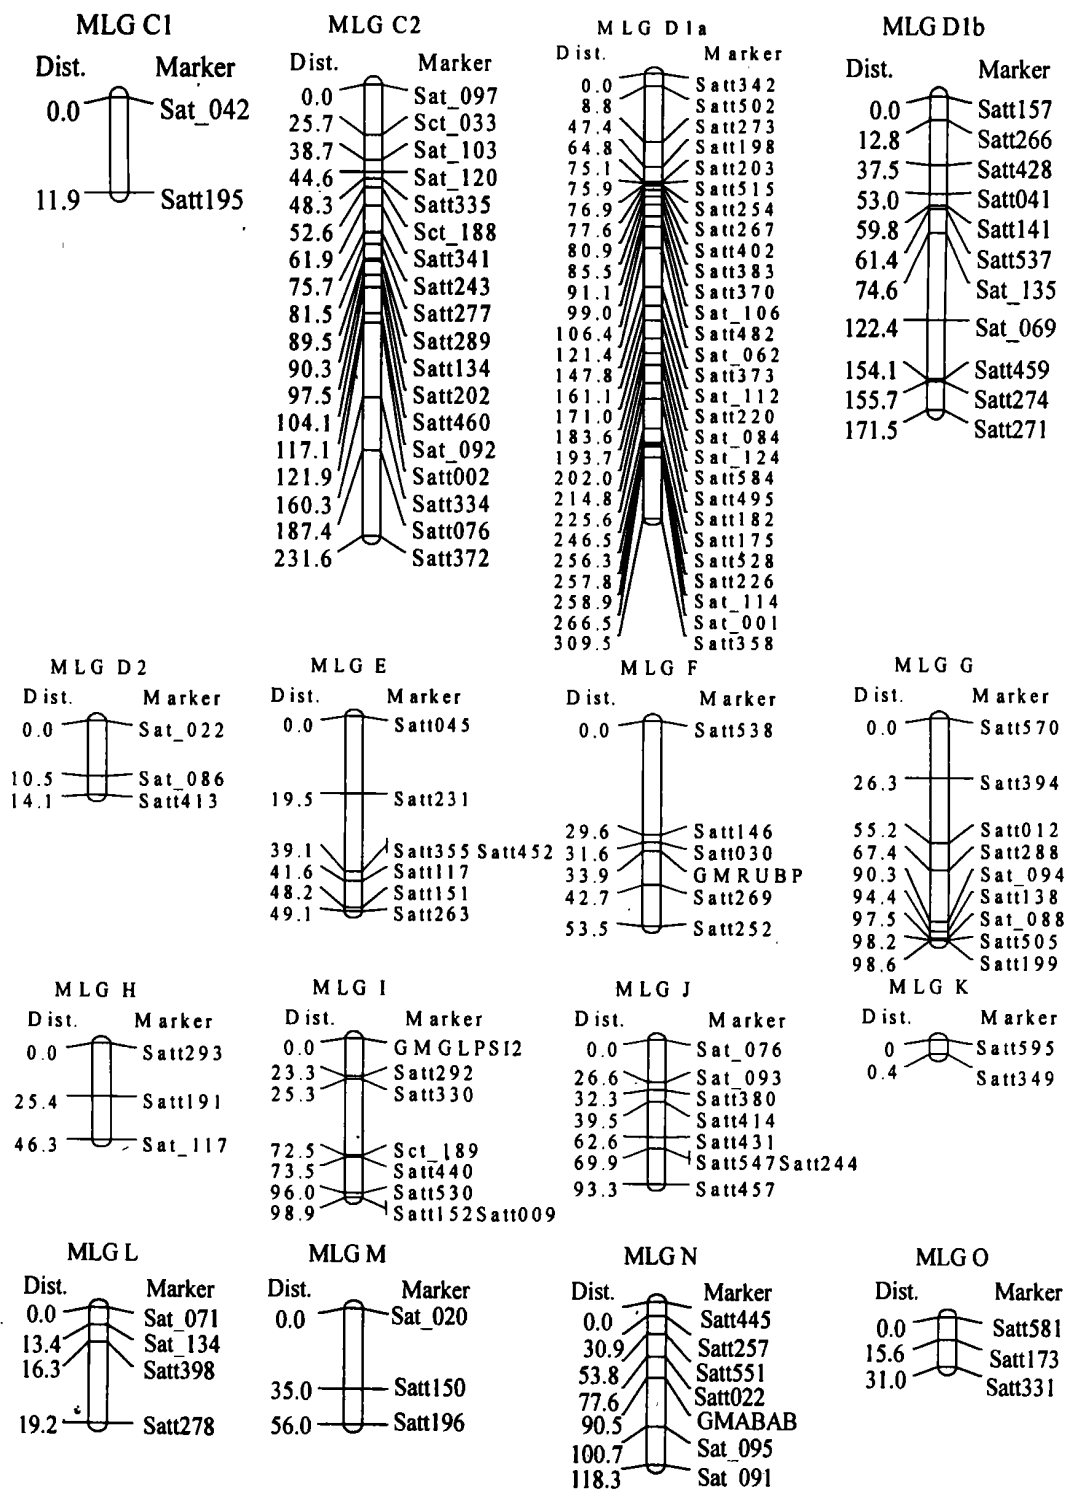 MLG C1
Dist. Marker
0.0 Sat_042
11.9 Satt195
MLG C2
Dist. Marker
0.0 Sat_097
25.7 Sct_033
38.7 Sat_103
44.6 Sat_120
48.3 Satt335
52.6 Sct_188
61.9 Satt341
75.7 Satt243
81.5 Satt277
89.5 Satt289
90.3 Satt134
97.5 Satt202
104.1 Satt460
117.1 Sat_092
121.9 Satt002
160.3 Satt334
187.4 Satt076
231.6 Satt372
MLG D1a
Dist. Marker
0.0 Satt342
8.8 Satt502
47.4 Satt273
64.8 Satt198
75.1 Satt203
75.9 Satt515
76.9 Satt254
77.6 Satt267
80.9 Satt402
85.5 Satt383
91.1 Satt370
99.0 Sat_106
106.4 Satt482
121.4 Sat_062
147.8 Satt373
161.1 Sat_112
171.0 Satt220
183.6 Sat_084
193.7 Sat_124
202.0 Satt584
214.8 Satt495
225.6 Satt182
246.5 Satt175
256.3 Satt528
257.8 Satt226
258.9 Sat_114
266.5 Sat_001
309.5 Satt358
MLG D1b
Dist. Marker
0.0 Satt157
12.8 Satt266
37.5 Satt428
53.0 Satt041
59.8 Satt141
61.4 Satt537
74.6 Sat_135
122.4 Sat_069
154.1 Satt459
155.7 Satt274
171.5 Satt271
MLG D2
Dist. Marker
0.0 Sat_022
10.5 Sat_086
14.1 Satt413
MLG E
Dist. Marker
0.0 Satt045
19.5 Satt231
39.1 Satt355 Satt452
41.6 Satt117
48.2 Satt151
49.1 Satt263
MLG F
Dist. Marker
0.0 Satt538
29.6 Satt146
31.6 Satt030
33.9 GMRUBP
42.7 Satt269
53.5 Satt252
MLG G
Dist. Marker
0.0 Satt570
26.3 Satt394
55.2 Satt012
67.4 Satt288
90.3 Sat_094
94.4 Satt138
97.5 Sat_088
98.2 Satt505
98.6 Satt199
MLG H
Dist. Marker
0.0 Satt293
25.4 Satt191
46.3 Sat_117
MLG I
Dist. Marker
0.0 GMGLPSI2
23.3 Satt292
25.3 Satt330
72.5 Sct_189
73.5 Satt440
96.0 Satt530
98.9 Satt152Satt009
MLG J
Dist. Marker
0.0 Sat_076
26.6 Sat_093
32.3 Satt380
39.5 Satt414
62.6 Satt431
69.9 Satt547Satt244
93.3 Satt457
MLG K
Dist. Marker
0 Satt595
0.4 Satt349
MLG L
Dist. Marker
0.0 Sat_071
13.4 Sat_134
16.3 Satt398
19.2 Satt278
MLG M
Dist. Marker
0.0 Sat_020
35.0 Satt150
56.0 Satt196
MLG N
Dist. Marker
0.0 Satt445
30.9 Satt257
53.8 Satt551
77.6 Satt022
90.5 GMABAB
100.7 Sat_095
118.3 Sat_091
MLG O
Dist. Marker
0.0 Satt581
15.6 Satt173
31.0 Satt331